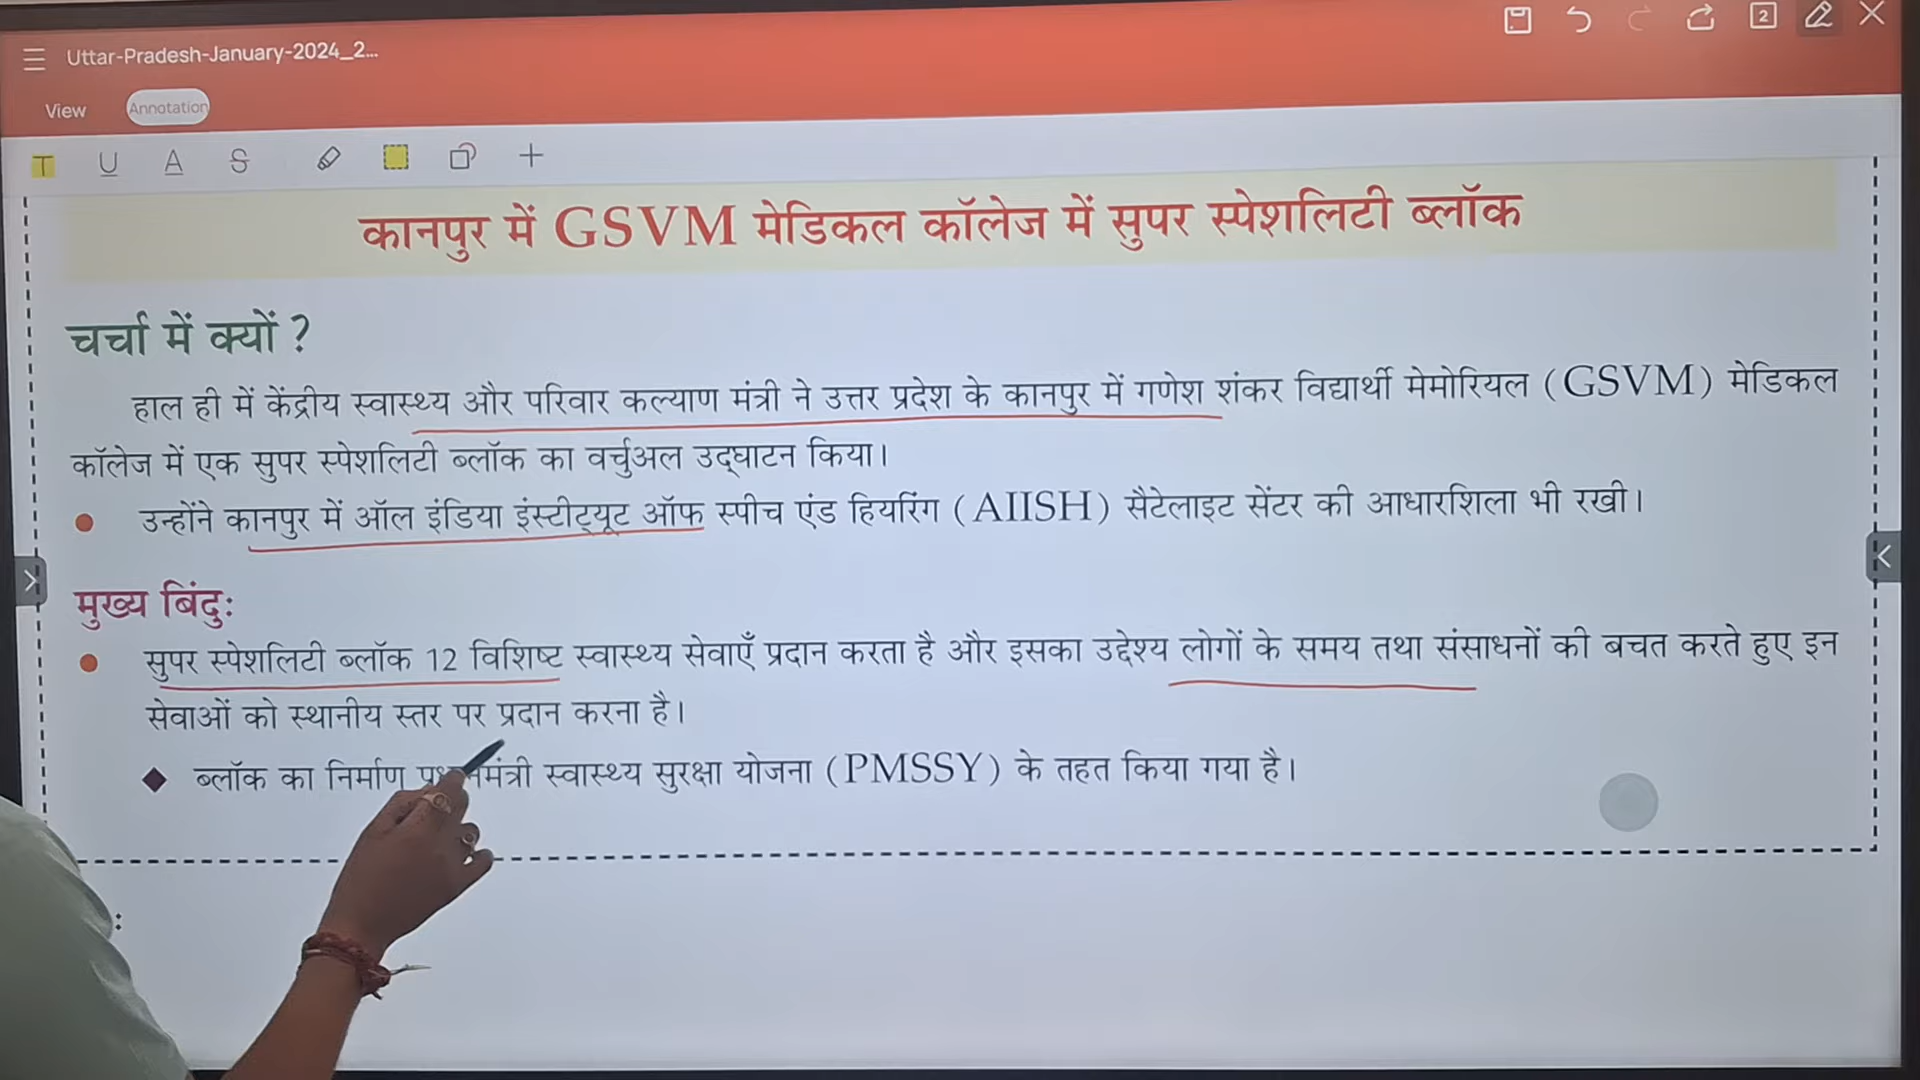 Uttar-Pradesh-January-2024_2...
2
View
Annotation
T U A S
कानपुर में GSVM मेडिकल कॉलेज में सुपर स्पेशलिटी ब्लॉक
चर्चा में क्यों ?
हाल ही में केंद्रीय स्वास्थ्य और परिवार कल्याण मंत्री ने उत्तर प्रदेश के कानपुर में गणेश शंकर विद्यार्थी मेमोरियल (GSVM) मेडिकल
कॉलेज में एक सुपर स्पेशलिटी ब्लॉक का वर्चुअल उद्घाटन किया।
उन्होंने कानपुर में ऑल इंडिया इंस्टीट्यूट ऑफ स्पीच एंड हियरिंग (AIISH) सैटेलाइट सेंटर की आधारशिला भी रखी।
मुख्य बिंदु:
सुपर स्पेशलिटी ब्लॉक 12 विशिष्ट स्वास्थ्य सेवाएँ प्रदान करता है और इसका उद्देश्य लोगों के समय तथा संसाधनों की बचत करते हुए इन
सेवाओं को स्थानीय स्तर पर प्रदान करना है।
ब्लॉक का निर्माण स्वास्थ्य सुरक्षा योजना (PMSSY) के तहत किया गया है।